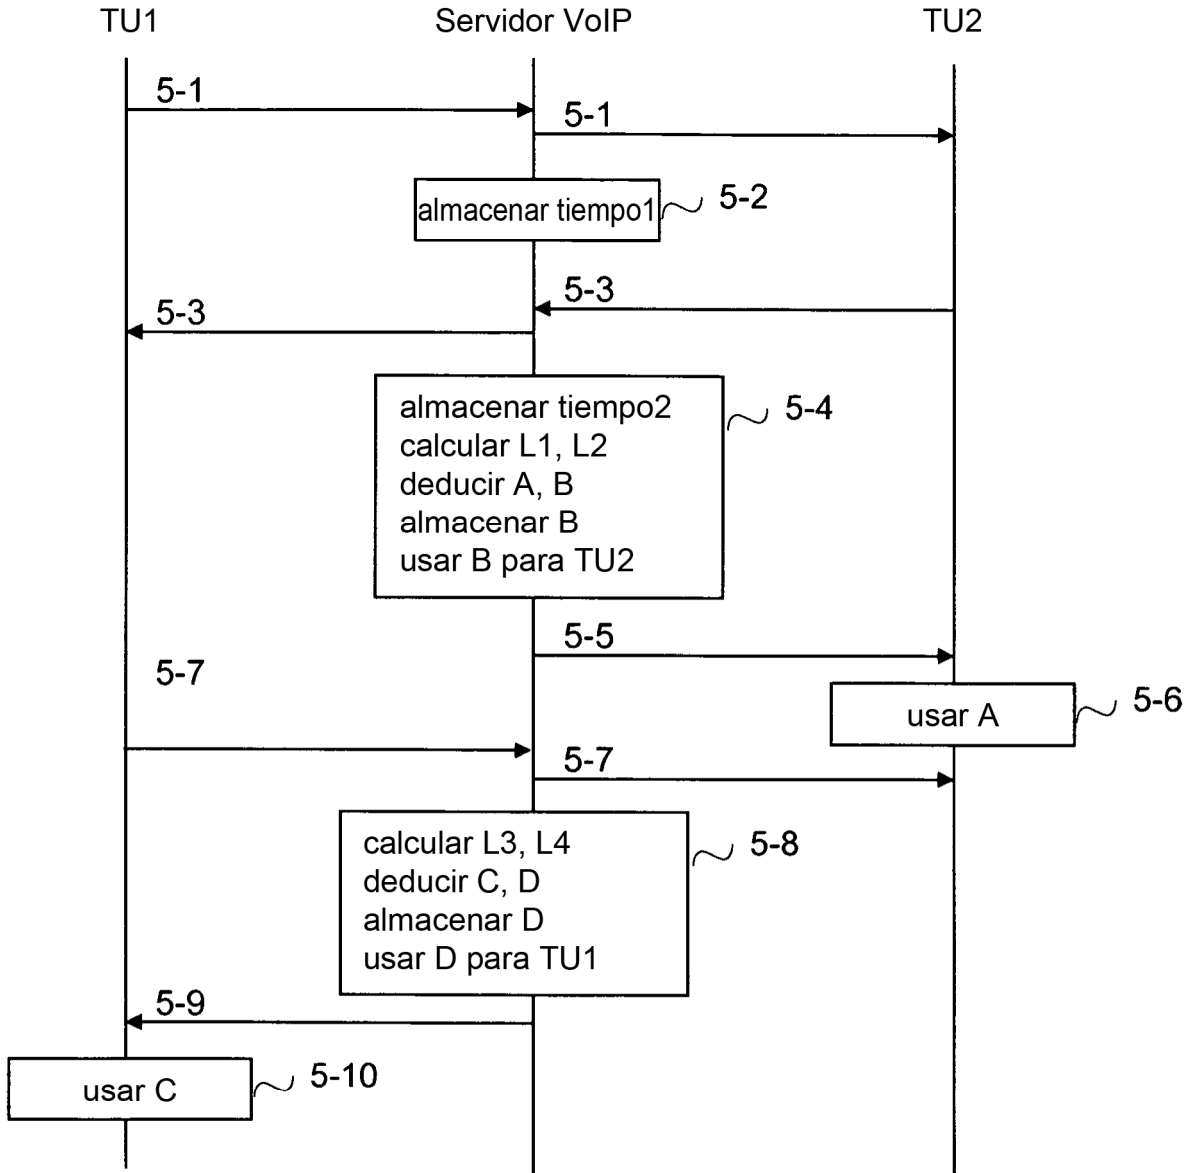 TU1
Servidor VoIP
TU2
5-1
5-1
almacenar tiempo1
5-2
5-3
5-3
almacenar tiempo2
calcular L1, L2
deducir A, B
almacenar B
usar B para TU2
5-4
5-5
5-7
usar A
5-6
5-7
calcular L3, L4
deducir C, D
almacenar D
usar D para TU1
5-8
5-9
usar C
5-10